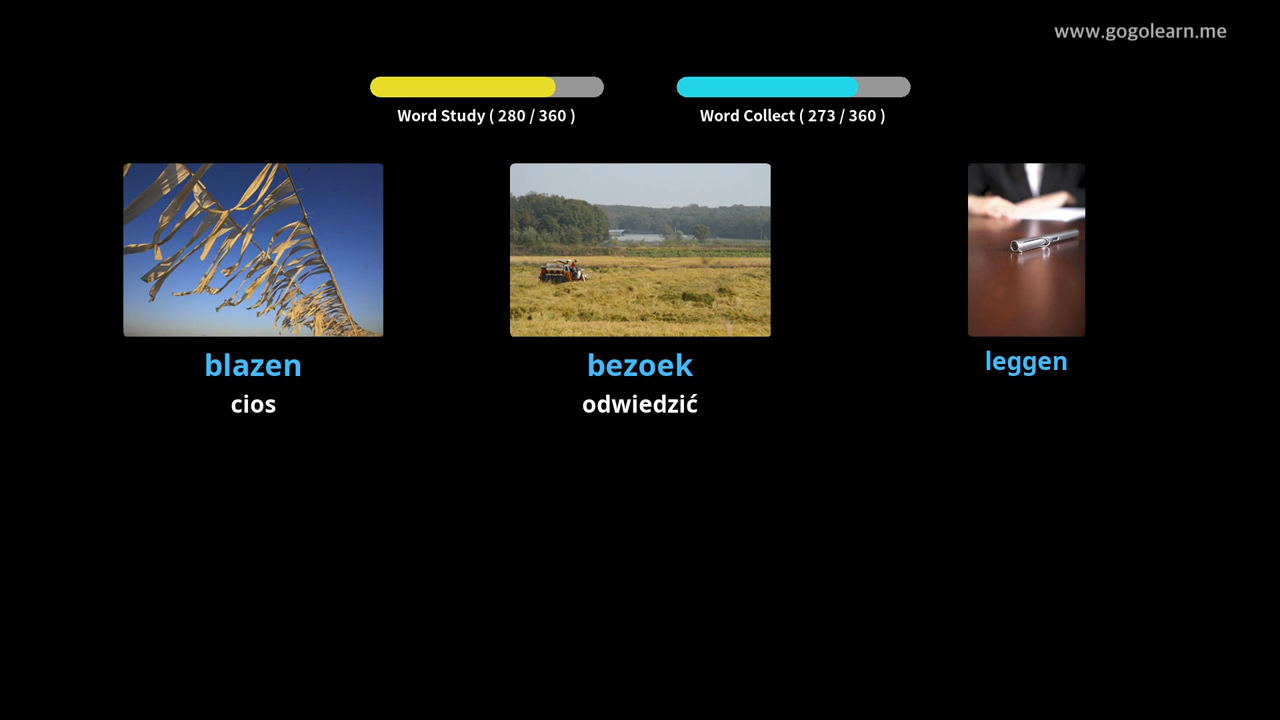 www.gogolearn.me
Word Study ( 280 / 360 )
Word Collect ( 273 / 360 )
blazen
cios
bezoek
odwiedzić
leggen